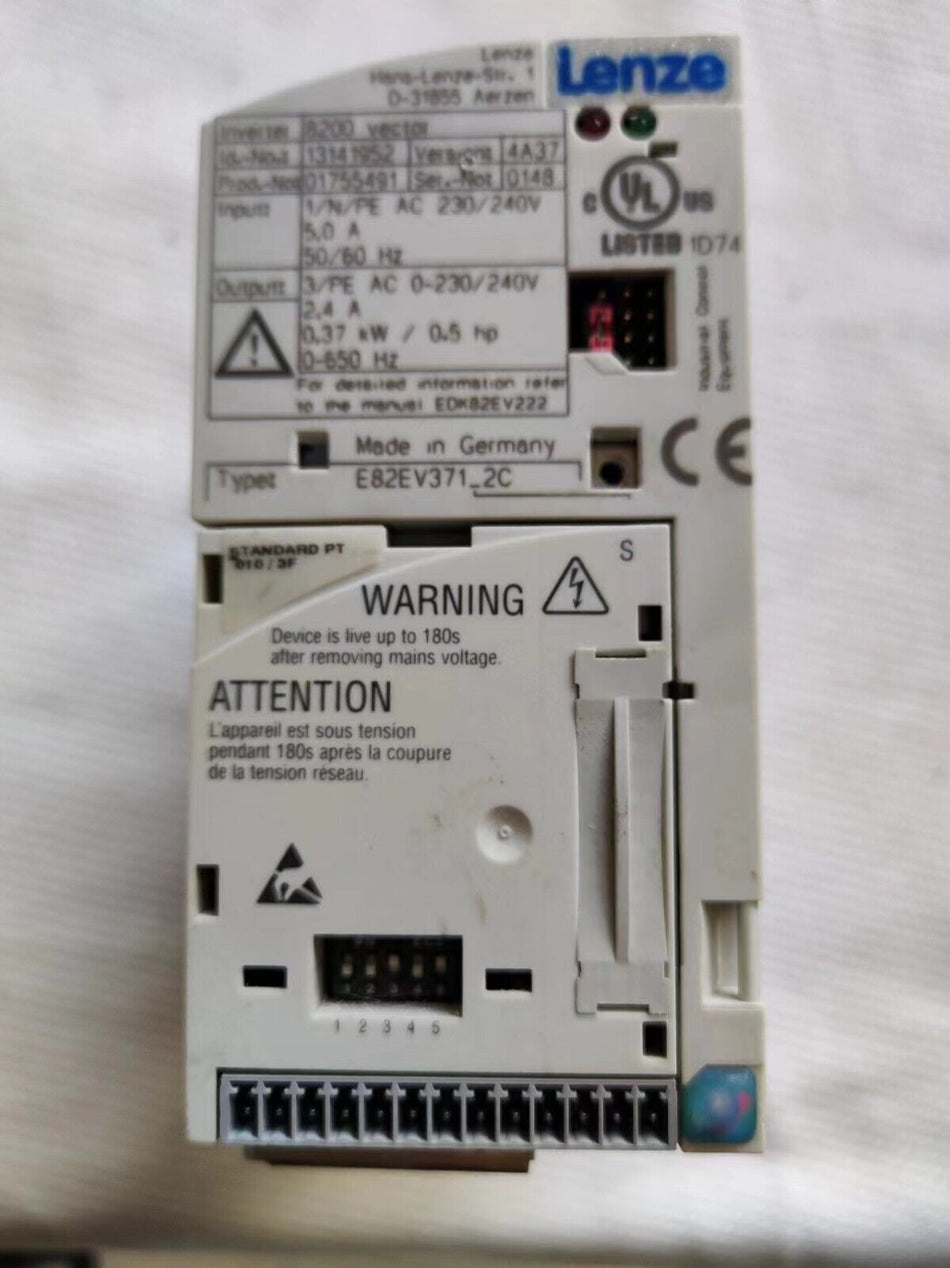 Lenze
Hans-Lenze-Str. 1
D-31855 Aerzen
Lenze
Inverter 8200 vector
Id.-No.: 13141952 Version: 4A37
Prod.-No: 01755491 Ser.-No: 0148
Input: 1/N/PE AC 230/240V
5.0 A
50/60 Hz
Output: 3/PE AC 0-230/240V
2.4 A
0.37 kW / 0.5 hp
0-650 Hz
For detailed information refer
to the manual EDK82EV222
C UL US
LISTED 1D74
Industrial Control
Equipment
Made in Germany
CE
Type: E82EV371_2C
STANDARD PT
010 / 3F
S
WARNING
Device is live up to 180s
after removing mains voltage.
ATTENTION
L'appareil est sous tension
pendant 180s après la coupure
de la tension réseau.
1 2 3 4 5